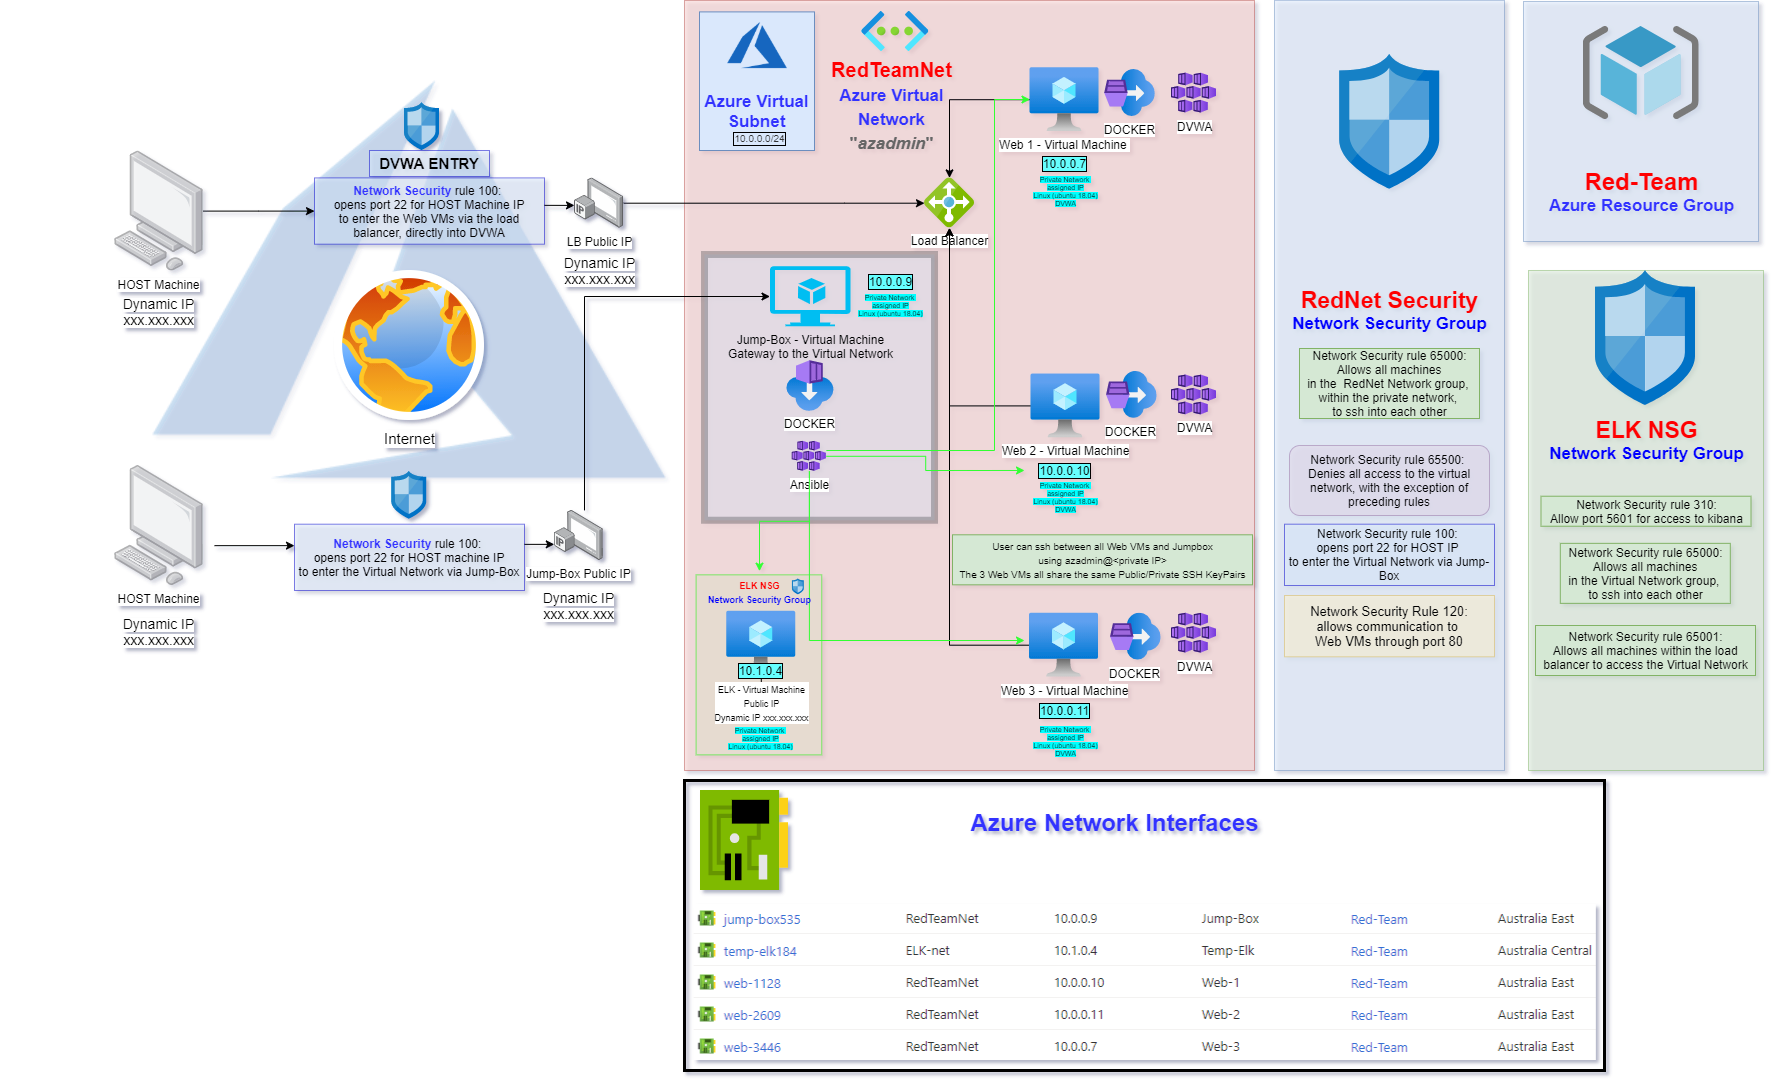 HOST Machine
Dynamic IP
XXX.XXX.XXX
DVWA ENTRY
Network Security rule 100:
opens port 22 for HOST Machine IP
to enter the Web VMs via the load
balancer, directly into DVWA
IP
LB Public IP
Dynamic IP
XXX.XXX.XXX
Internet
HOST Machine
Dynamic IP
XXX.XXX.XXX
Network Security rule 100:
opens port 22 for HOST machine IP
to enter the Virtual Network via Jump-Box
IP
Jump-Box Public IP
Dynamic IP
XXX.XXX.XXX
Azure Virtual
Subnet
10.0.0.0/24
RedTeamNet
Azure Virtual
Network
"azadmin"
Load Balancer
10.0.0.9
Private Network
assigned IP
Linux (ubuntu 18.04)
Jump-Box - Virtual Machine
Gateway to the Virtual Network
DOCKER
Ansible
ELK NSG
Network Security Group
10.1.0.4
ELK - Virtual Machine
Public IP
Dynamic IP xxx.xxx.xxx
Private Network
assigned IP
Linux (ubuntu 18.04)
DOCKER
DVWA
Web 1 - Virtual Machine
10.0.0.7
Private Network
assigned IP
Linux (ubuntu 18.04)
DVWA
DOCKER
DVWA
Web 2 - Virtual Machine
10.0.0.10
Private Network
assigned IP
Linux (ubuntu 18.04)
DVWA
User can ssh between all Web VMs and Jumpbox
using azadmin@<private IP>
The 3 Web VMs all share the same Public/Private SSH KeyPairs
DOCKER
DVWA
Web 3 - Virtual Machine
10.0.0.11
Private Network
assigned IP
Linux (ubuntu 18.04)
DVWA
RedNet Security
Network Security Group
Network Security rule 65000:
Allows all machines
in the RedNet Network group,
within the private network,
to ssh into each other
Network Security rule 65500:
Denies all access to the virtual
network, with the exception of
preceding rules
Network Security rule 100:
opens port 22 for HOST IP
to enter the Virtual Network via Jump-
Box
Network Security Rule 120:
allows communication to
Web VMs through port 80
Red-Team
Azure Resource Group
ELK NSG
Network Security Group
Network Security rule 310:
Allow port 5601 for access to kibana
Network Security rule 65000:
Allows all machines
in the Virtual Network group,
to ssh into each other
Network Security rule 65001:
Allows all machines within the load
balancer to access the Virtual Network
Azure Network Interfaces
jump-box535 RedTeamNet 10.0.0.9 Jump-Box Red-Team Australia East
temp-elk184 ELK-net 10.1.0.4 Temp-Elk Red-Team Australia Central
web-1128 RedTeamNet 10.0.0.10 Web-1 Red-Team Australia East
web-2609 RedTeamNet 10.0.0.11 Web-2 Red-Team Australia East
web-3446 RedTeamNet 10.0.0.7 Web-3 Red-Team Australia East